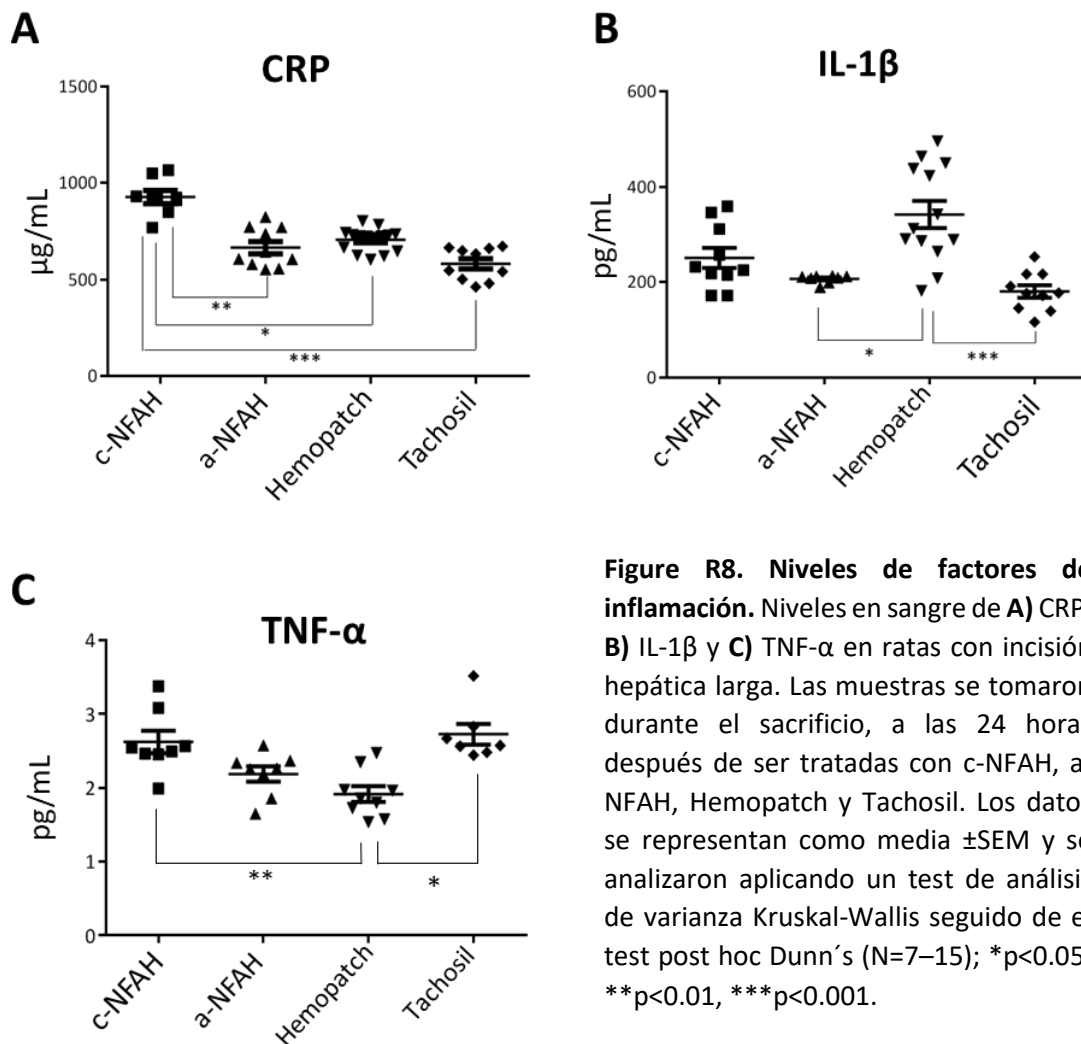 A
CRP
1500
1000
500
0
µg/mL
**
*
***
c-NFAH
a-NFAH
Hemopatch
Tachosil
B
IL-1β
600
400
200
0
pg/mL
*
***
c-NFAH
a-NFAH
Hemopatch
Tachosil
C
TNF-α
4
3
2
1
0
pg/mL
**
*
c-NFAH
a-NFAH
Hemopatch
Tachosil
Figure R8. Niveles de factores de
inflamación. Niveles en sangre de A) CRP
B) IL-1β y C) TNF-α en ratas con incisión
hepática larga. Las muestras se tomaron
durante el sacrificio, a las 24 hora
después de ser tratadas con c-NFAH, a
NFAH, Hemopatch y Tachosil. Los dato
se representan como media ±SEM y se
analizaron aplicando un test de análisi
de varianza Kruskal-Wallis seguido de e
test post hoc Dunn´s (N=7–15); *p<0.05
**p<0.01, ***p<0.001.